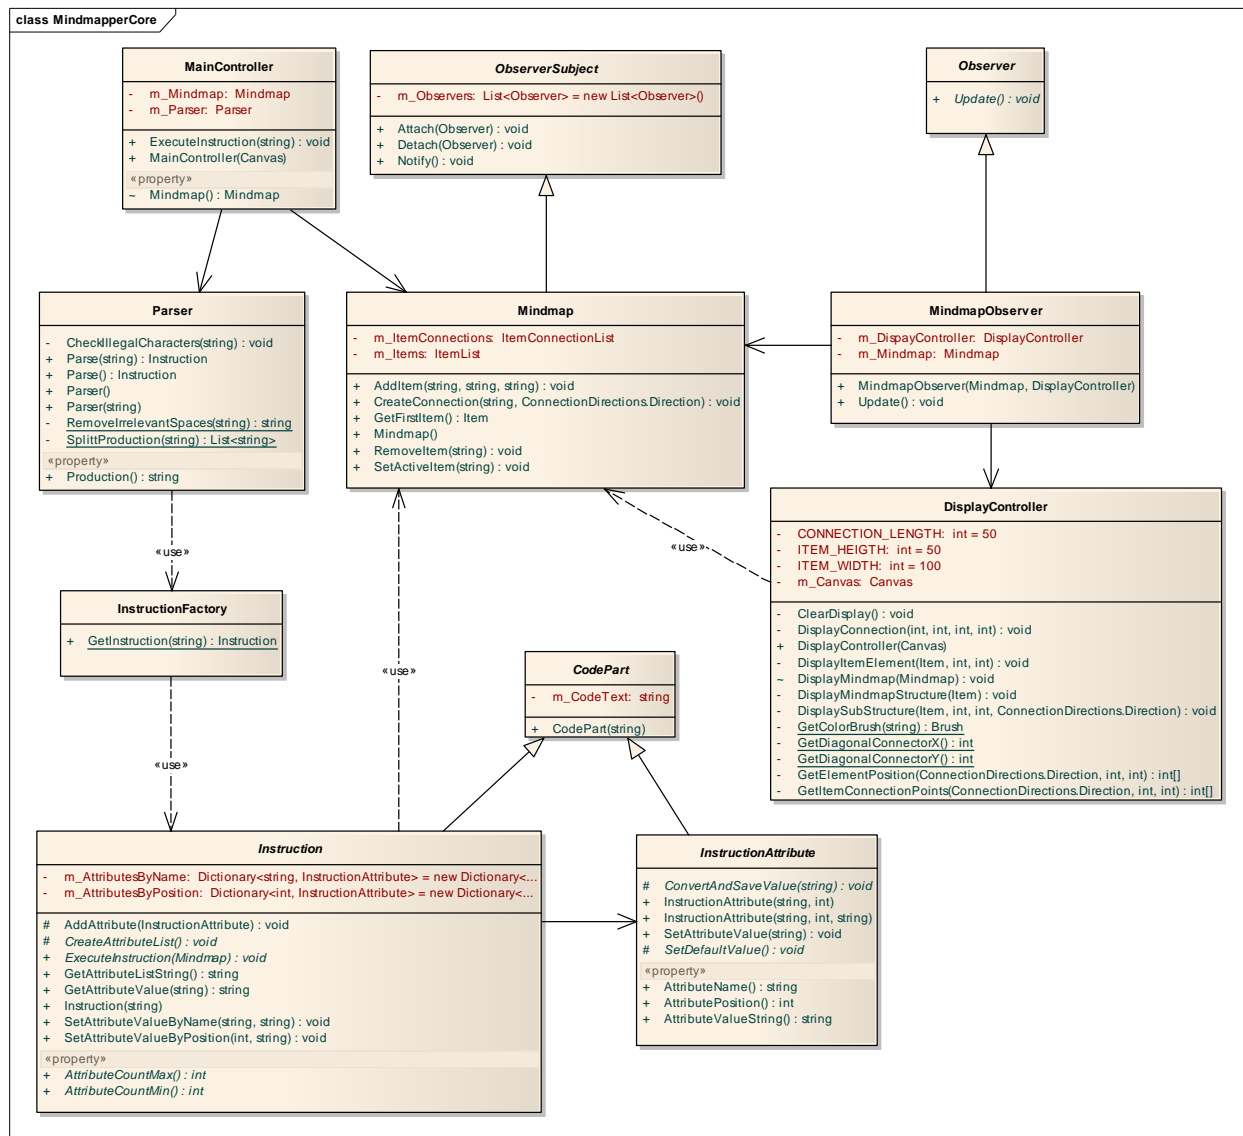 class MindmapperCore
MainController
- m_Mindmap: Mindmap
- m_Parser: Parser
+ ExecuteInstruction(string) : void
+ MainController(Canvas)
«property»
~ Mindmap() : Mindmap
ObserverSubject
- m_Observers: List<Observer> = new List<Observer>()
+ Attach(Observer) : void
+ Detach(Observer) : void
+ Notify() : void
Observer
+ Update() : void
Parser
- CheckIllegalCharacters(string) : void
+ Parse(string) : Instruction
+ Parse() : Instruction
+ Parser()
+ Parser(string)
- RemoveIrrelevantSpaces(string) : string
- SplittProduction(string) : List<string>
«property»
+ Production() : string
Mindmap
- m_ItemConnections: ItemConnectionList
- m_Items: ItemList
+ AddItem(string, string, string) : void
+ CreateConnection(string, ConnectionDirections.Direction) : void
+ GetFirstItem() : Item
+ Mindmap()
+ RemoveItem(string) : void
+ SetActiveItem(string) : void
MindmapObserver
- m_DispayController: DisplayController
- m_Mindmap: Mindmap
+ MindmapObserver(Mindmap, DisplayController)
+ Update() : void
DisplayController
- CONNECTION_LENGTH: int = 50
- ITEM_HEIGTH: int = 50
- ITEM_WIDTH: int = 100
- m_Canvas: Canvas
- ClearDisplay() : void
- DisplayConnection(int, int, int, int) : void
+ DisplayController(Canvas)
- DisplayItemElement(Item, int, int) : void
~ DisplayMindmap(Mindmap) : void
- DisplayMindmapStructure(Item) : void
- DisplaySubStructure(Item, int, int, ConnectionDirections.Direction) : void
- GetColorBrush(string) : Brush
- GetDiagonalConnectorX() : int
- GetDiagonalConnectorY() : int
- GetElementPosition(ConnectionDirections.Direction, int, int) : int[]
- GetItemConnectionPoints(ConnectionDirections.Direction, int, int) : int[]
«use»
«use»
InstructionFactory
+ GetInstruction(string) : Instruction
«use»
«use»
CodePart
- m_CodeText: string
+ CodePart(string)
Instruction
- m_AttributesByName: Dictionary<string, InstructionAttribute> = new Dictionary<...
- m_AttributesByPosition: Dictionary<int, InstructionAttribute> = new Dictionary<...
# AddAttribute(InstructionAttribute) : void
# CreateAttributeList() : void
+ ExecuteInstruction(Mindmap) : void
+ GetAttributeListString() : string
+ GetAttributeValue(string) : string
+ Instruction(string)
+ SetAttributeValueByName(string, string) : void
+ SetAttributeValueByPosition(int, string) : void
«property»
+ AttributeCountMax() : int
+ AttributeCountMin() : int
InstructionAttribute
# ConvertAndSaveValue(string) : void
+ InstructionAttribute(string, int)
+ InstructionAttribute(string, int, string)
+ SetAttributeValue(string) : void
# SetDefaultValue() : void
«property»
+ AttributeName() : string
+ AttributePosition() : int
+ AttributeValueString() : string